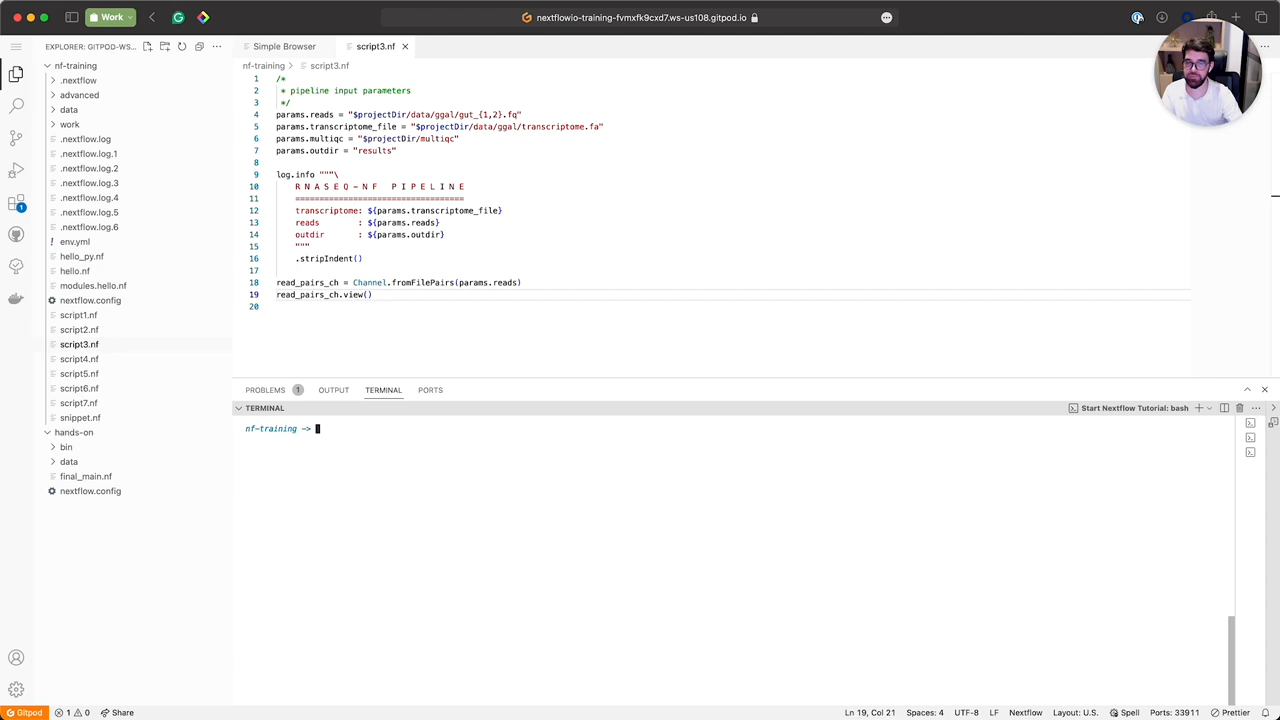 Work
nextflowio-training-fvmxfk9cxd7.ws-us108.gitpod.io
EXPLORER: GITPOD-WS...
Simple Browser
script3.nf
nf-training
.nextflow
advanced
data
work
.nextflow.log
.nextflow.log.1
.nextflow.log.2
.nextflow.log.3
.nextflow.log.4
.nextflow.log.5
.nextflow.log.6
env.yml
hello_py.nf
hello.nf
modules.hello.nf
nextflow.config
script1.nf
script2.nf
script3.nf
script4.nf
script5.nf
script6.nf
script7.nf
snippet.nf
hands-on
bin
data
final_main.nf
nextflow.config
1
nf-training > script3.nf
1 /*
2 * pipeline input parameters
3 */
4 params.reads = "$projectDir/data/ggal/gut_{1,2}.fq"
5 params.transcriptome_file = "$projectDir/data/ggal/transcriptome.fa"
6 params.multiqc = "$projectDir/multiqc"
7 params.outdir = "results"
8
9 log.info """\
10 R N A S E Q - N F   P I P E L I N E
11 ===================================
12 transcriptome: ${params.transcriptome_file}
13 reads        : ${params.reads}
14 outdir       : ${params.outdir}
15 """
16 .stripIndent()
17
18 read_pairs_ch = Channel.fromFilePairs(params.reads)
19 read_pairs_ch.view()
20
PROBLEMS 1 OUTPUT TERMINAL PORTS
TERMINAL
Start Nextflow Tutorial: bash
nf-training ->
Gitpod
1 0
Share
Ln 19, Col 21 Spaces: 4 UTF-8 LF Nextflow Layout: U.S. Spell Ports: 33911 Prettier